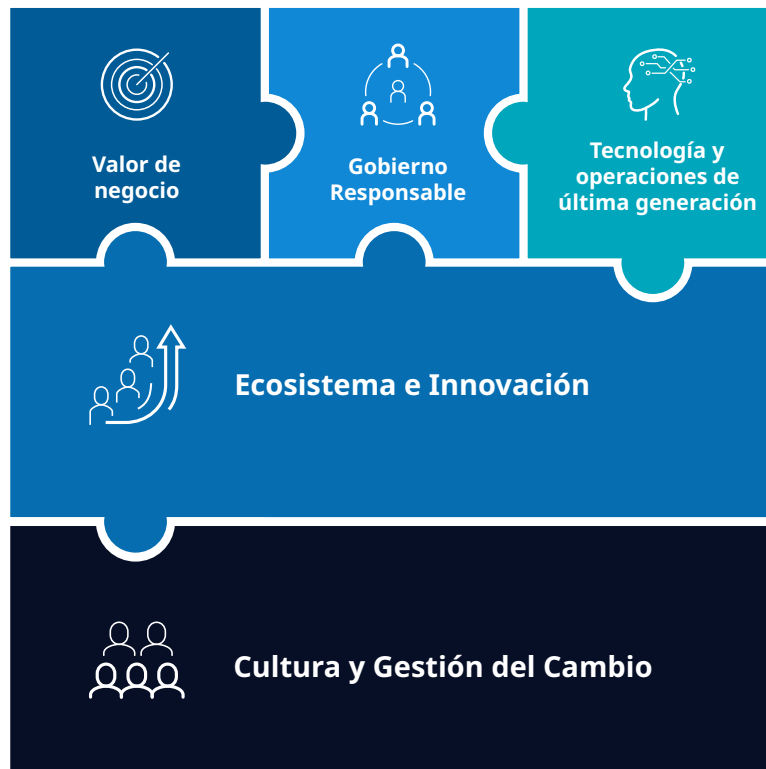 Valor de
negocio
Gobierno
Responsable
Tecnología y
operaciones de
última generación
Ecosistema e Innovación
Cultura y Gestión del Cambio